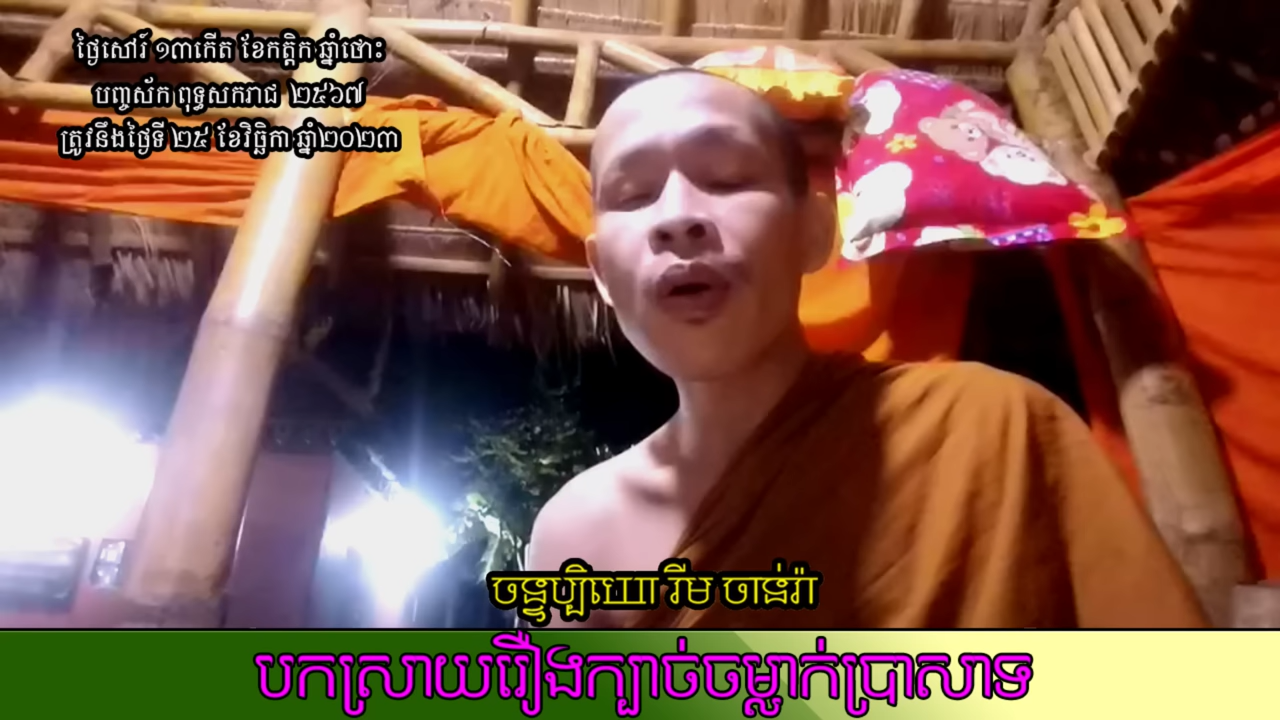 ថ្ងៃសៅរ៍ ១៣កើត ខែកត្តិក ឆ្នាំថោះ
បញ្ចស័ក ពុទ្ធសករាជ ២៥៦៧
ត្រូវនឹងថ្ងៃទី ២៥ ខែវិច្ឆិកា ឆ្នាំ២០២៣
ចន្ទប្បិយោ រីម ចាន់រ៉ា
បកស្រាយរឿងក្បាច់ចម្លាក់ប្រាសាទ